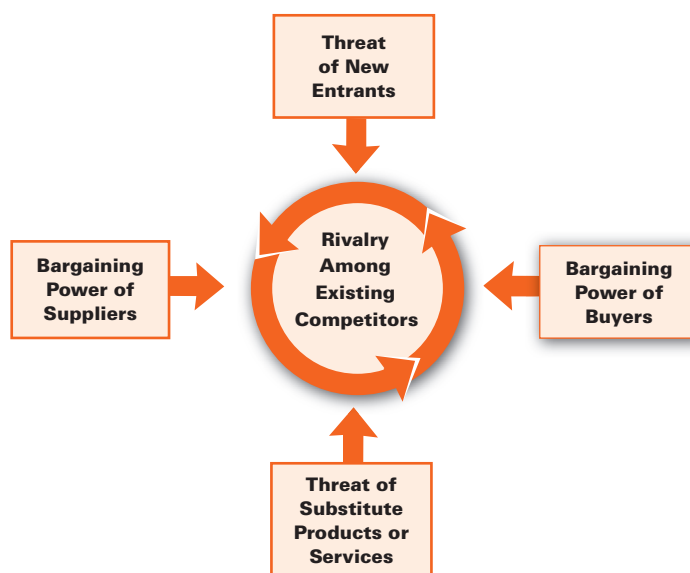 Threat
of New
Entrants
Bargaining
Power of
Suppliers
Rivalry
Among
Existing
Competitors
Bargaining
Power of
Buyers
Threat of
Substitute
Products or
Services